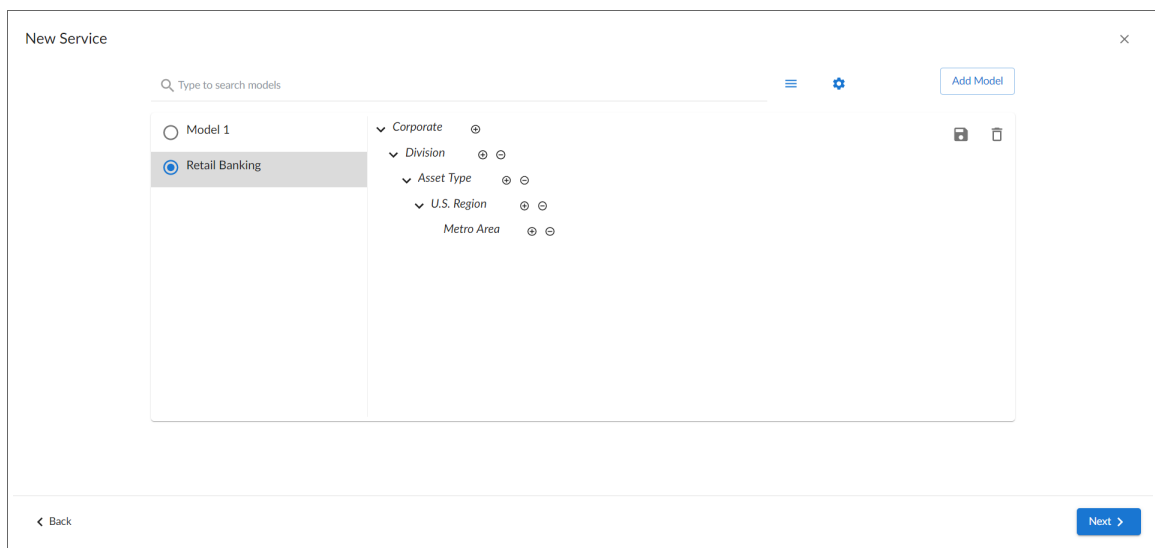 New Service
Type to search models
Add Model
Model 1
Retail Banking
Corporate
Division
Asset Type
U.S. Region
Metro Area
Back
Next